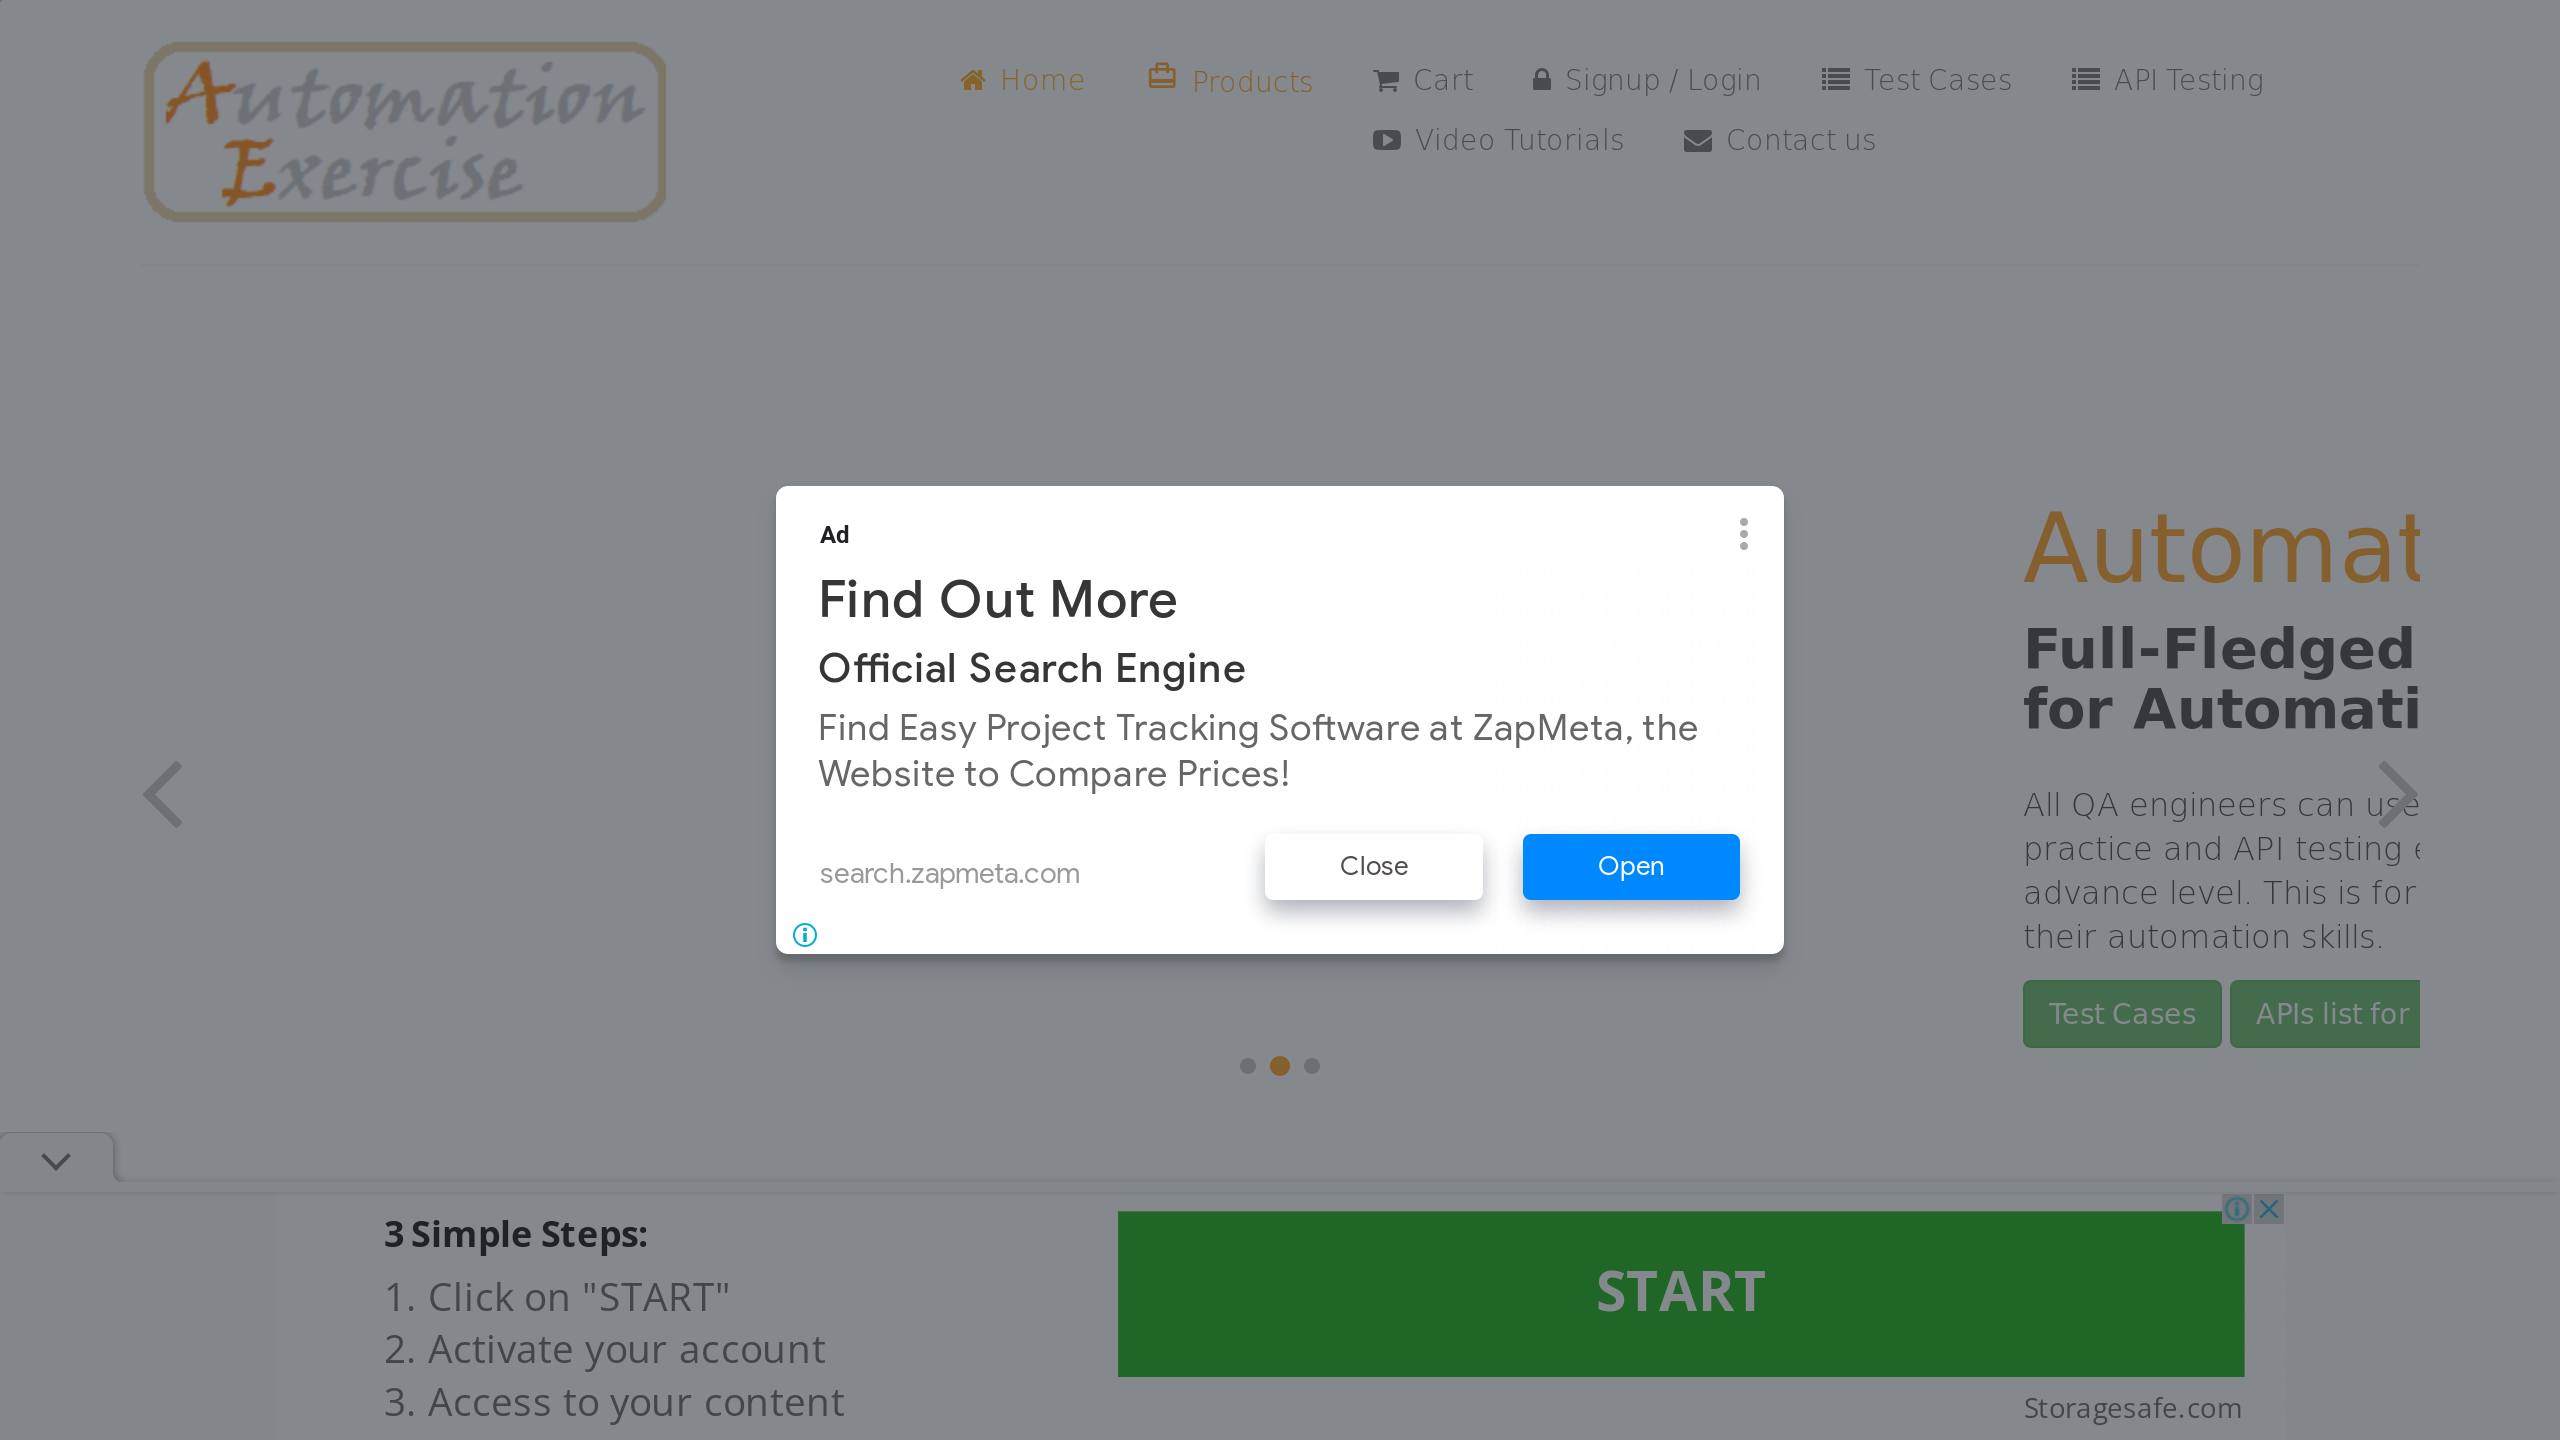 Automation
Exercise
Home
Products
Cart
Signup / Login
Test Cases
API Testing
Video Tutorials
Contact us
Ad
Find Out More
Official Search Engine
Find Easy Project Tracking Software at ZapMeta, the
Website to Compare Prices!
search.zapmeta.com
Close
Open
Automat
Full-Fledged
for Automati
All QA engineers can use
practice and API testing
advance level. This is for
their automation skills.
Test Cases
APIs list for
3 Simple Steps:
1. Click on "START"
2. Activate your account
3. Access to your content
START
Storagesafe.com